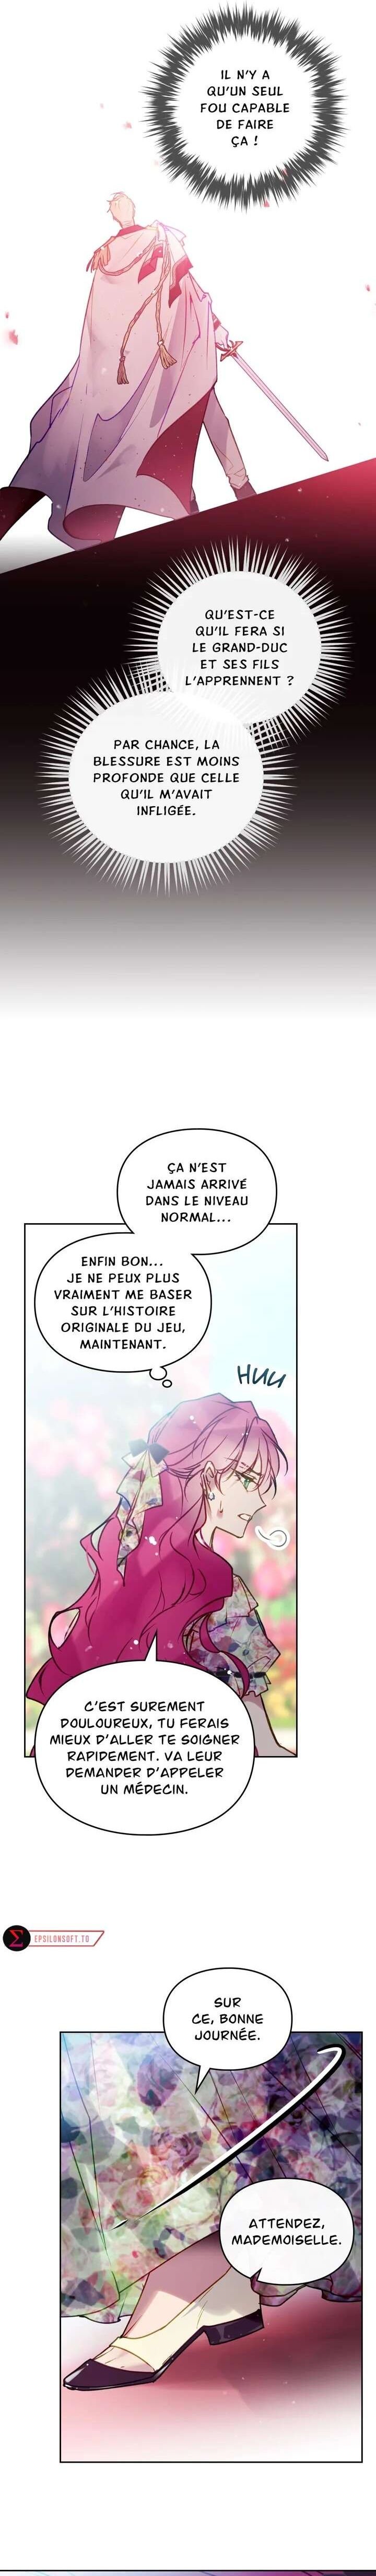 IL N'Y A
QU'UN SEUL
FOU CAPABLE
DE FAIRE
ÇA !
QU'EST-CE
QU'IL FERA SI
LE GRAND-DUC
ET SES FILS
L'APPRENNENT ?
PAR CHANCE, LA
BLESSURE EST MOINS
PROFONDE QUE CELLE
QU'IL M'AVAIT
INFLIGÉE.
ÇA N'EST
JAMAIS ARRIVÉ
DANS LE NIVEAU
NORMAL...
ENFIN BON...
JE NE PEUX PLUS
VRAIMENT ME BASER
SUR L'HISTOIRE
ORIGINALE DU JEU,
MAINTENANT.
HUU
C'EST SUREMENT
DOULOUREUX, TU FERAIS
MIEUX D'ALLER TE SOIGNER
RAPIDEMENT. VA LEUR
DEMANDER D'APPELER
UN MÉDECIN.
Σ EPSILONSOFT.TO
SUR
CE, BONNE
JOURNÉE.
ATTENDEZ,
MADEMOISELLE.